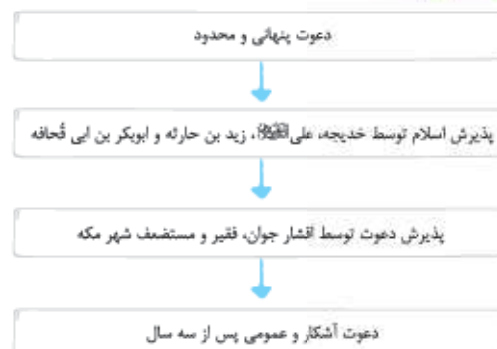 دعوت پنهانی و محدود
پذیرش اسلام توسط خدیجه، علی، زید بن حارثه و ابوبکر بن ابی قُحافه
پذیرش دعوت توسط اقشار جوان، فقیر و مستضعف شهر مکه
دعوت آشکار و عمومی پس از سه سال